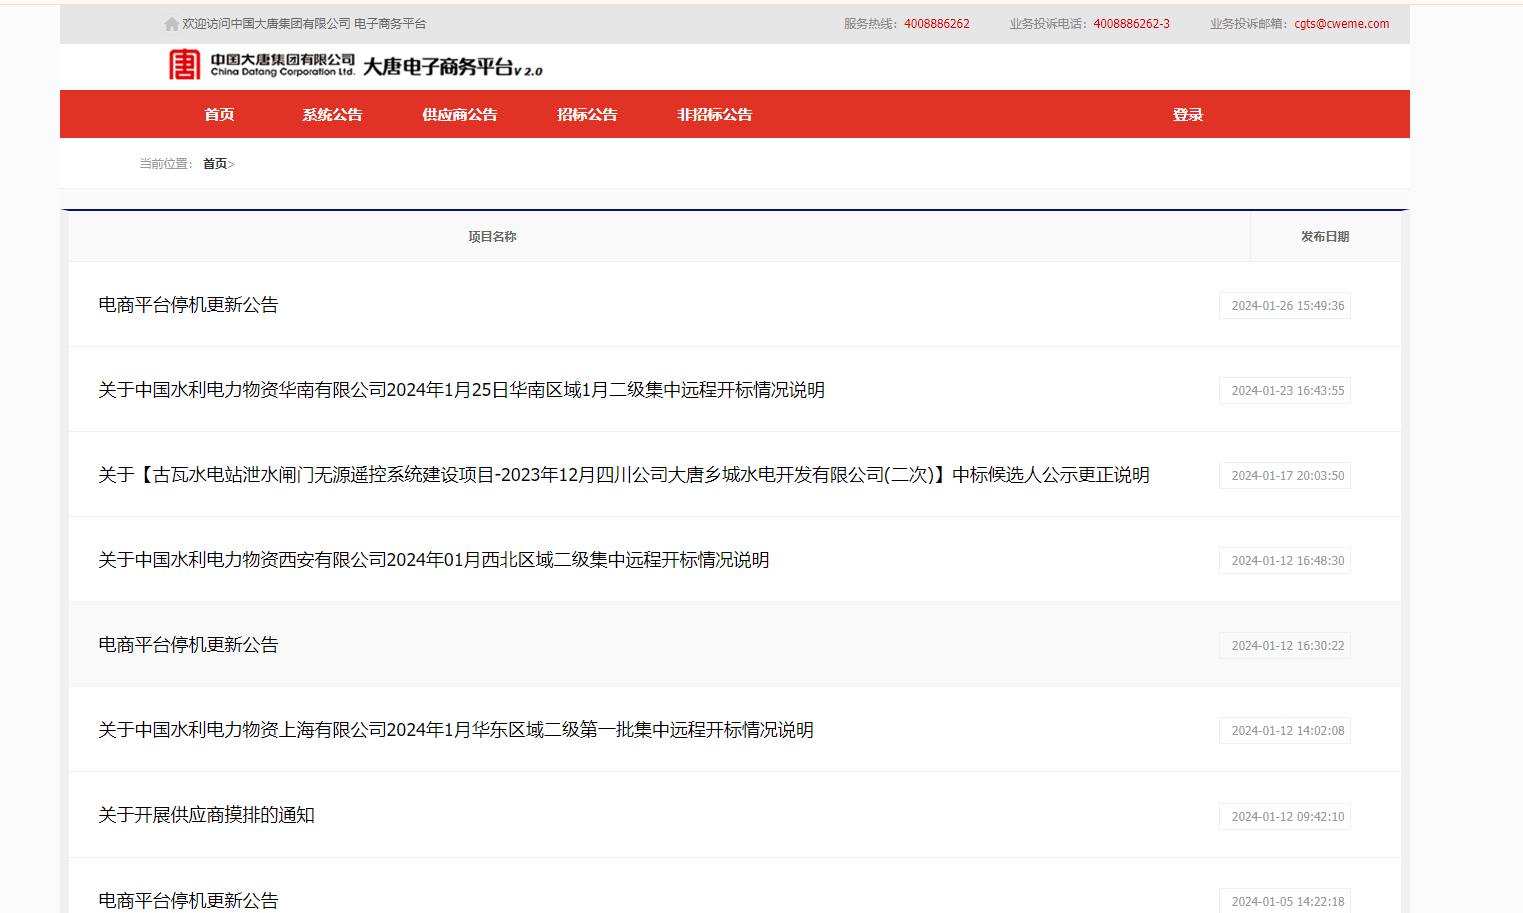 欢迎访问中国大唐集团有限公司 电子商务平台 服务热线：4008886262 业务投诉电话：4008886262-3 业务投诉邮箱：cgts@cweme.com
中国大唐集团有限公司
China Datang Corporation Ltd.
大唐电子商务平台V 2.0
首页 系统公告 供应商公告 招标公告 非招标公告 登录
当前位置： 首页>
项目名称 发布日期
电商平台停机更新公告 2024-01-26 15:49:36
关于中国水利电力物资华南有限公司2024年1月25日华南区域1月二级集中远程开标情况说明 2024-01-23 16:43:55
关于【古瓦水电站泄水闸门无源遥控系统建设项目-2023年12月四川公司大唐乡城水电开发有限公司(二次)】中标候选人公示更正说明 2024-01-17 20:03:50
关于中国水利电力物资西安有限公司2024年01月西北区域二级集中远程开标情况说明 2024-01-12 16:48:30
电商平台停机更新公告 2024-01-12 16:30:22
关于中国水利电力物资上海有限公司2024年1月华东区域二级第一批集中远程开标情况说明 2024-01-12 14:02:08
关于开展供应商摸排的通知 2024-01-12 09:42:10
电商平台停机更新公告 2024-01-05 14:22:18